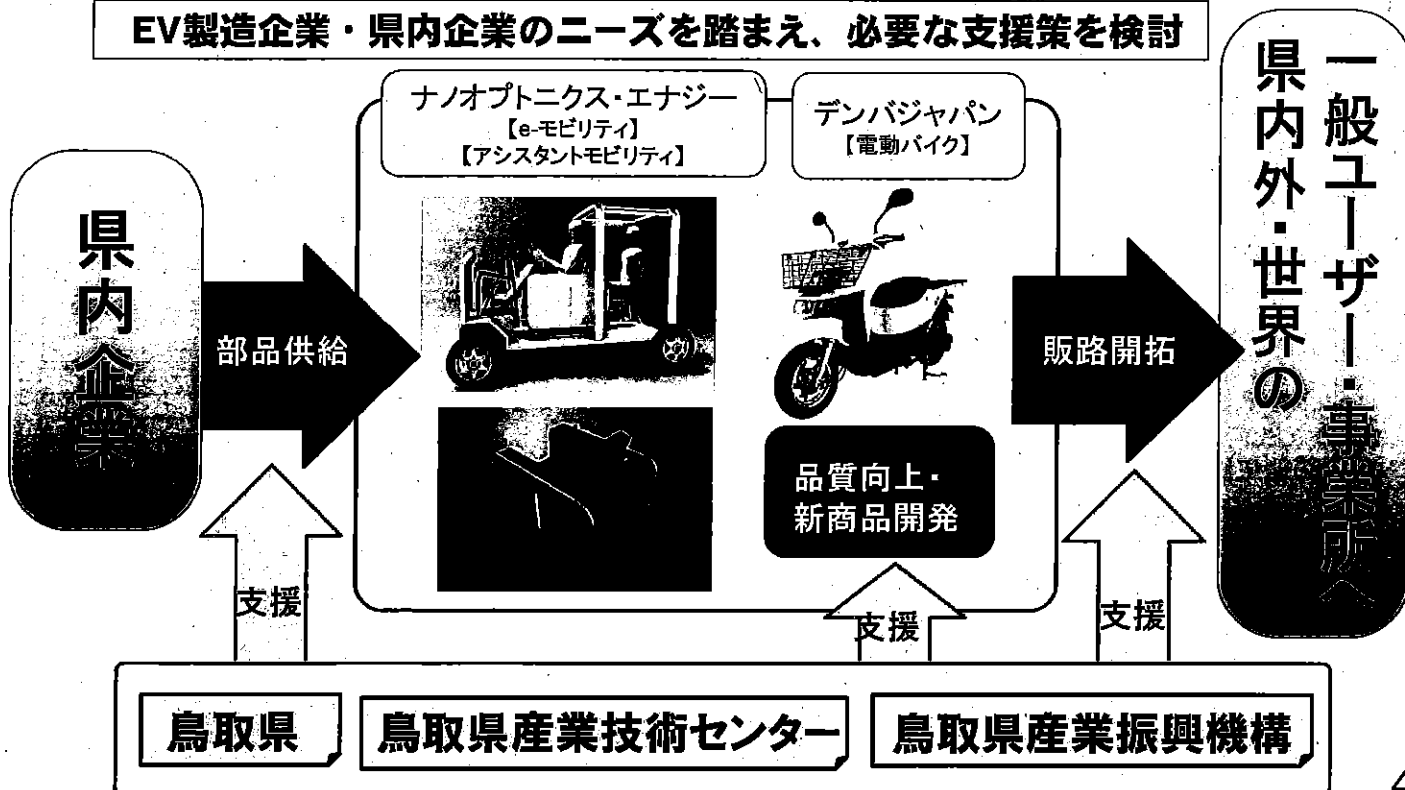 EV製造企業・県内企業のニーズを踏まえ、必要な支援策を検討
ナノオプトニクス・エナジー
【e-モビリティ】
【アシスタントモビリティ】
デンバジャパン
【電動バイク】
県内企業
部品供給
販路開拓
県内外・世界の
一般ユーザー・事業所へ
品質向上・
新商品開発
支援
支援
支援
鳥取県
鳥取県産業技術センター
鳥取県産業振興機構
4